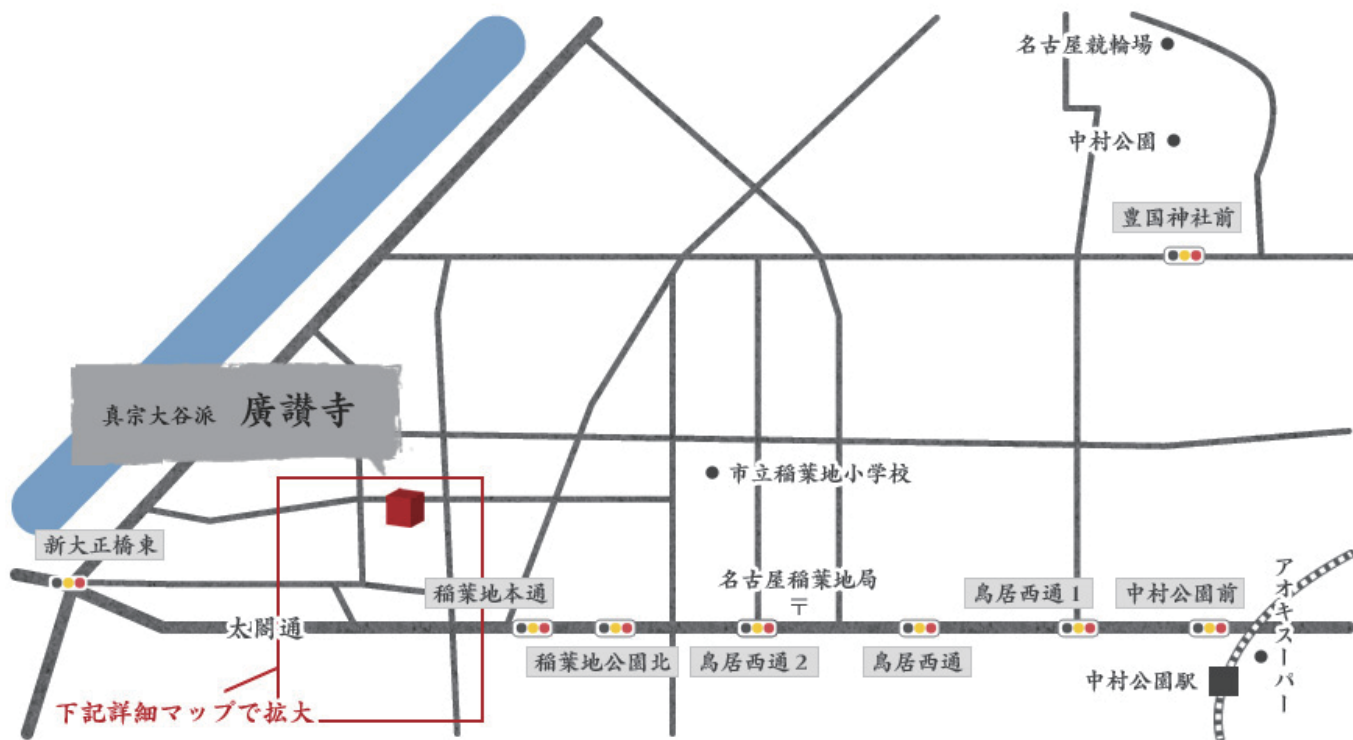 名古屋競輪場
中村公園
豊国神社前
真宗大谷派 廣讃寺
市立稲葉地小学校
新大正橋東
名古屋稲葉地局
〒
稲葉地本通
鳥居西通1
中村公園前
アオキスーパー
太閤通
稲葉地公園北
鳥居西通2
鳥居西通
中村公園駅
下記詳細マップで拡大